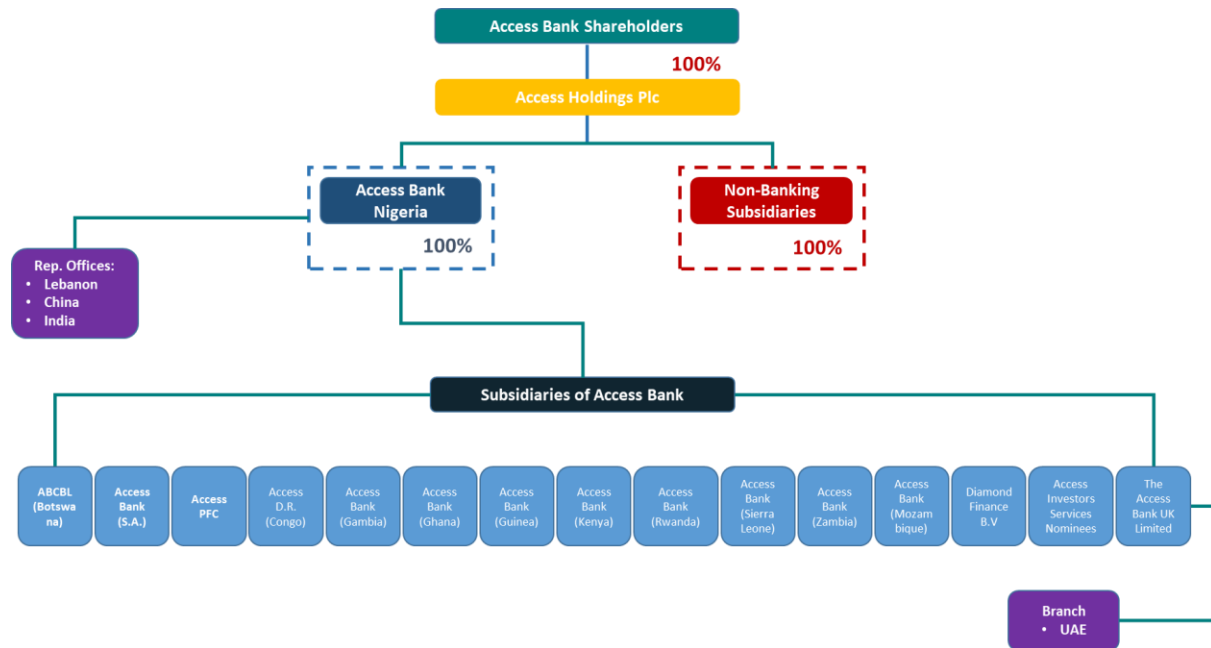 Access Bank Shareholders
100%
Access Holdings Plc
Access Bank
Nigeria
100%
Non-Banking
Subsidiaries
100%
Rep. Offices:
• Lebanon
• China
• India
Subsidiaries of Access Bank
ABCBL
(Botswa
na)
Access
Bank
(S.A.)
Access
PFC
Access
D.R.
(Congo)
Access
Bank
(Gambia)
Access
Bank
(Ghana)
Access
Bank
(Guinea)
Access
Bank
(Kenya)
Access
Bank
(Rwanda)
Access
Bank
(Sierra
Leone)
Access
Bank
(Zambia)
Access
Bank
(Mozam
bique)
Diamond
Finance
B.V
Access
Investors
Services
Nominees
The
Access
Bank UK
Limited
Branch
• UAE